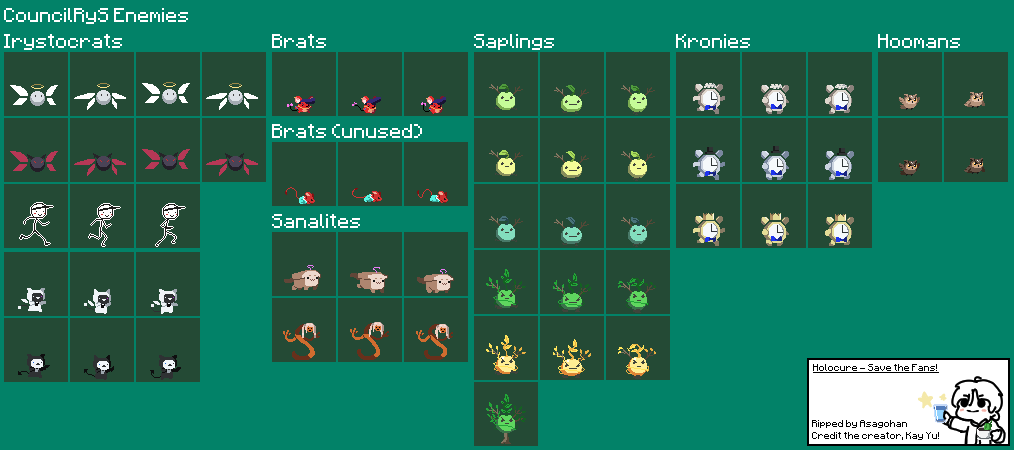 CouncilRyS Enemies
Irystocrats
Brats
Saplings
Kronies
Hoomans
Brats (unused)
Sanalites
Holocure - Save the Fans!
Ripped by Asagohan
Credit the creator, Kay Yu!